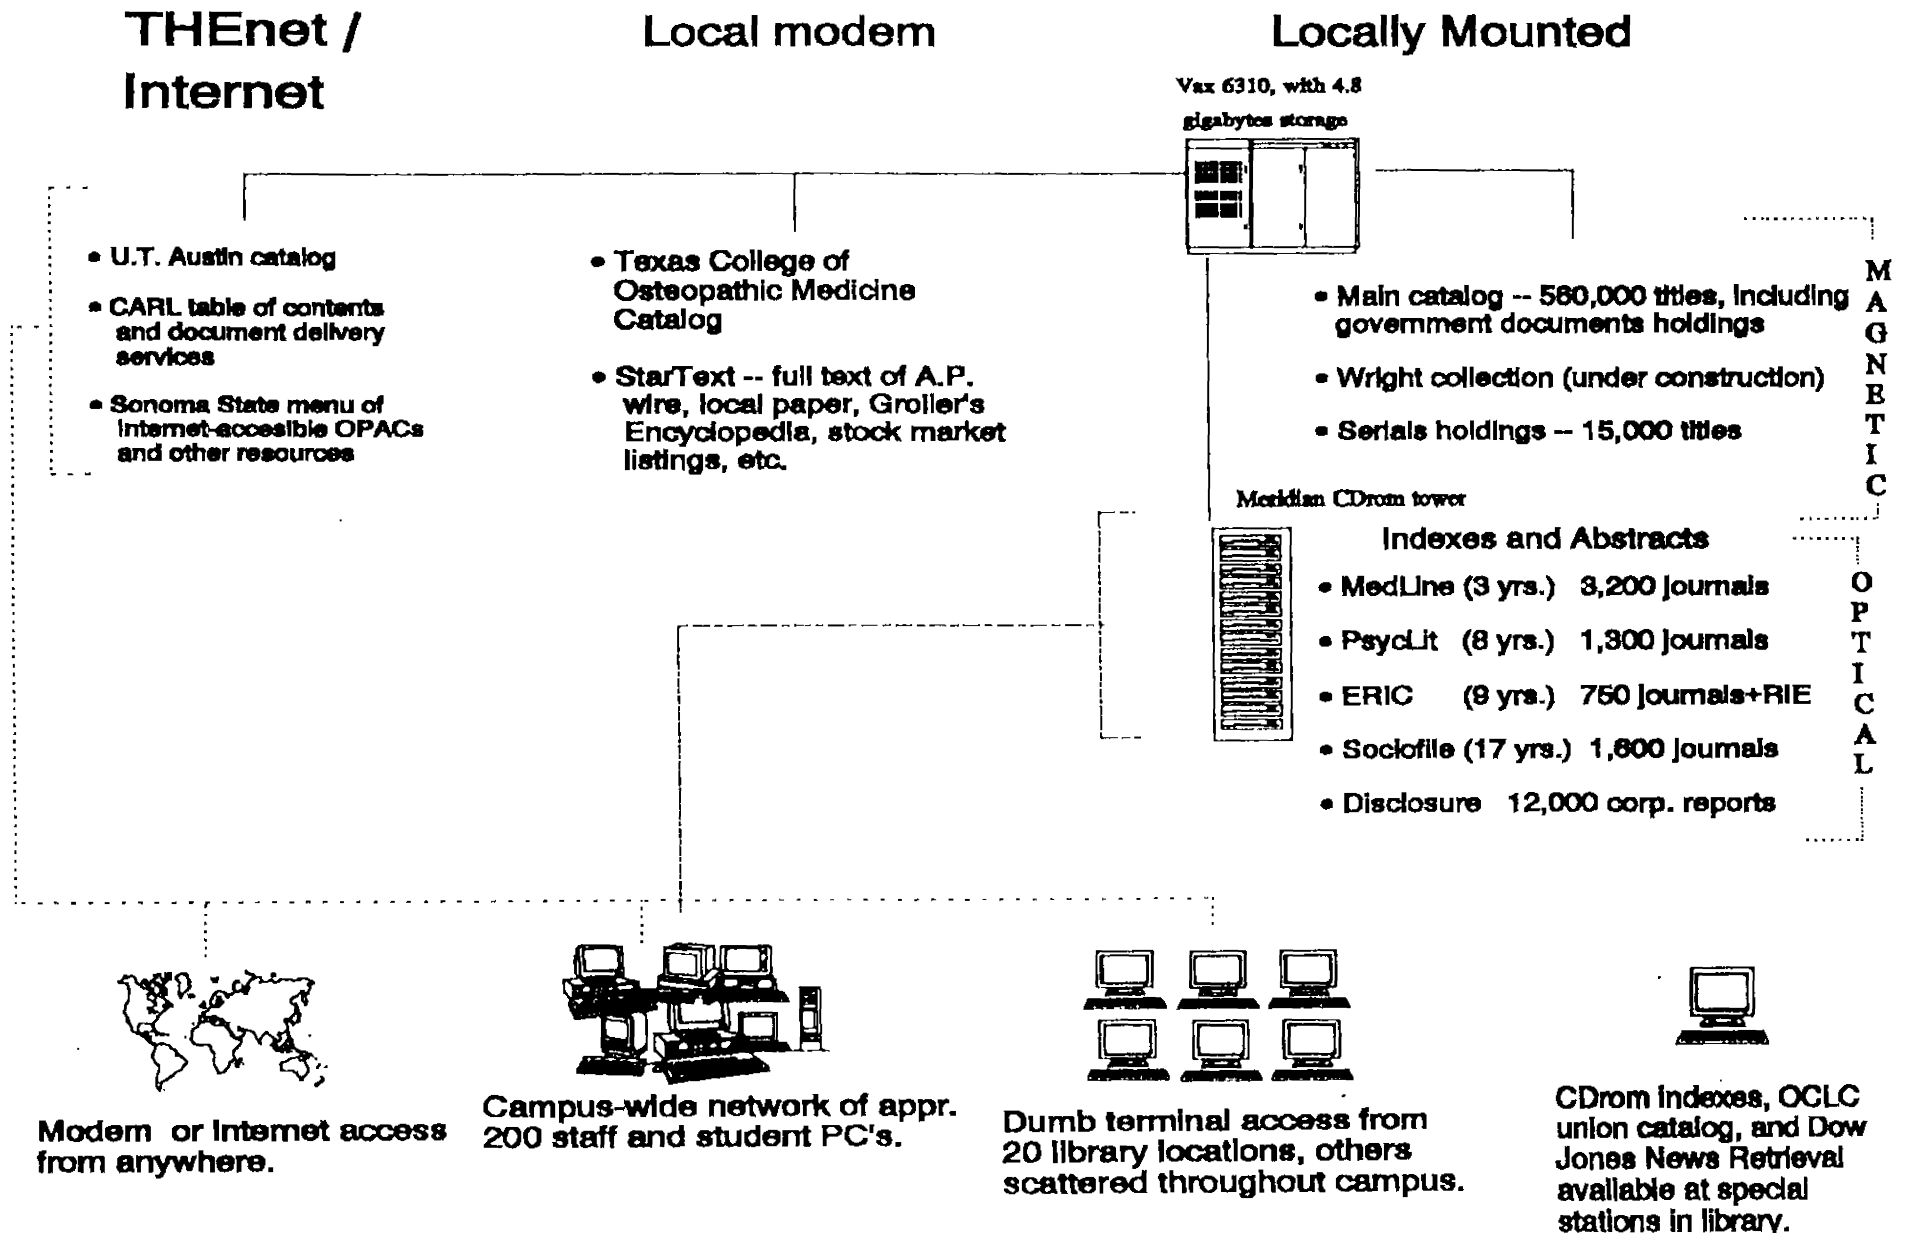 THEnet /
Internet
Local modem
Locally Mounted
Vax 6310, with 4.8
gigabytes storage
• U.T. Austin catalog
• CARL table of contents
and document delivery
services
• Sonoma State menu of
Internet-accesible OPACs
and other resources
• Texas College of
Osteopathic Medicine
Catalog
• StarText -- full text of A.P.
wire, local paper, Grolier's
Encyclopedia, stock market
listings, etc.
• Main catalog -- 560,000 titles, including
government documents holdings
• Wright collection (under construction)
• Serials holdings -- 15,000 titles
MAGNETIC
Meridian CDrom tower
Indexes and Abstracts
• MedLine (3 yrs.) 3,200 journals
• PsycLit (8 yrs.) 1,300 journals
• ERIC (9 yrs.) 750 journals+RIE
• Sociofile (17 yrs.) 1,600 journals
• Disclosure 12,000 corp. reports
OPTICAL
Modem or Internet access
from anywhere.
Campus-wide network of appr.
200 staff and student PC's.
Dumb terminal access from
20 library locations, others
scattered throughout campus.
CDrom indexes, OCLC
union catalog, and Dow
Jones News Retrieval
available at special
stations in library.